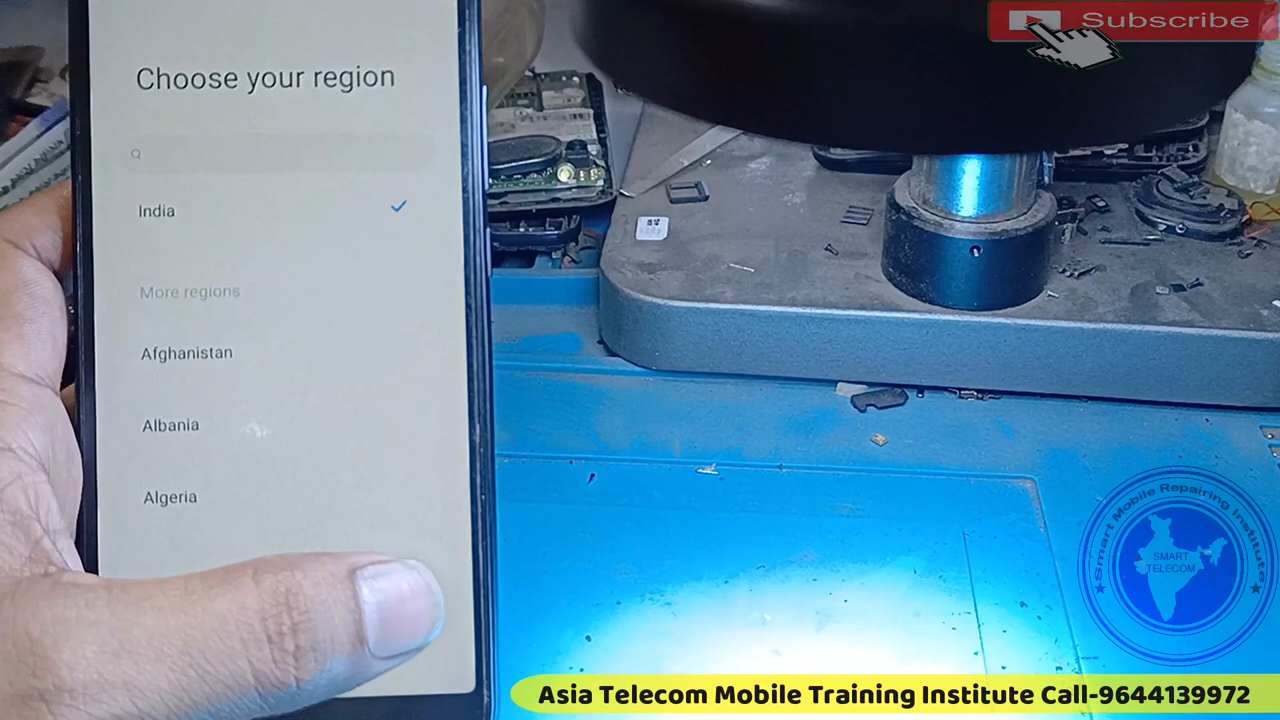 Subscribe
Choose your region
India
More regions
Afghanistan
Albania
Algeria
Smart Mobile Repairing Institute
SMART
TELECOM
Asia Telecom Mobile Training Institute Call-9644139972